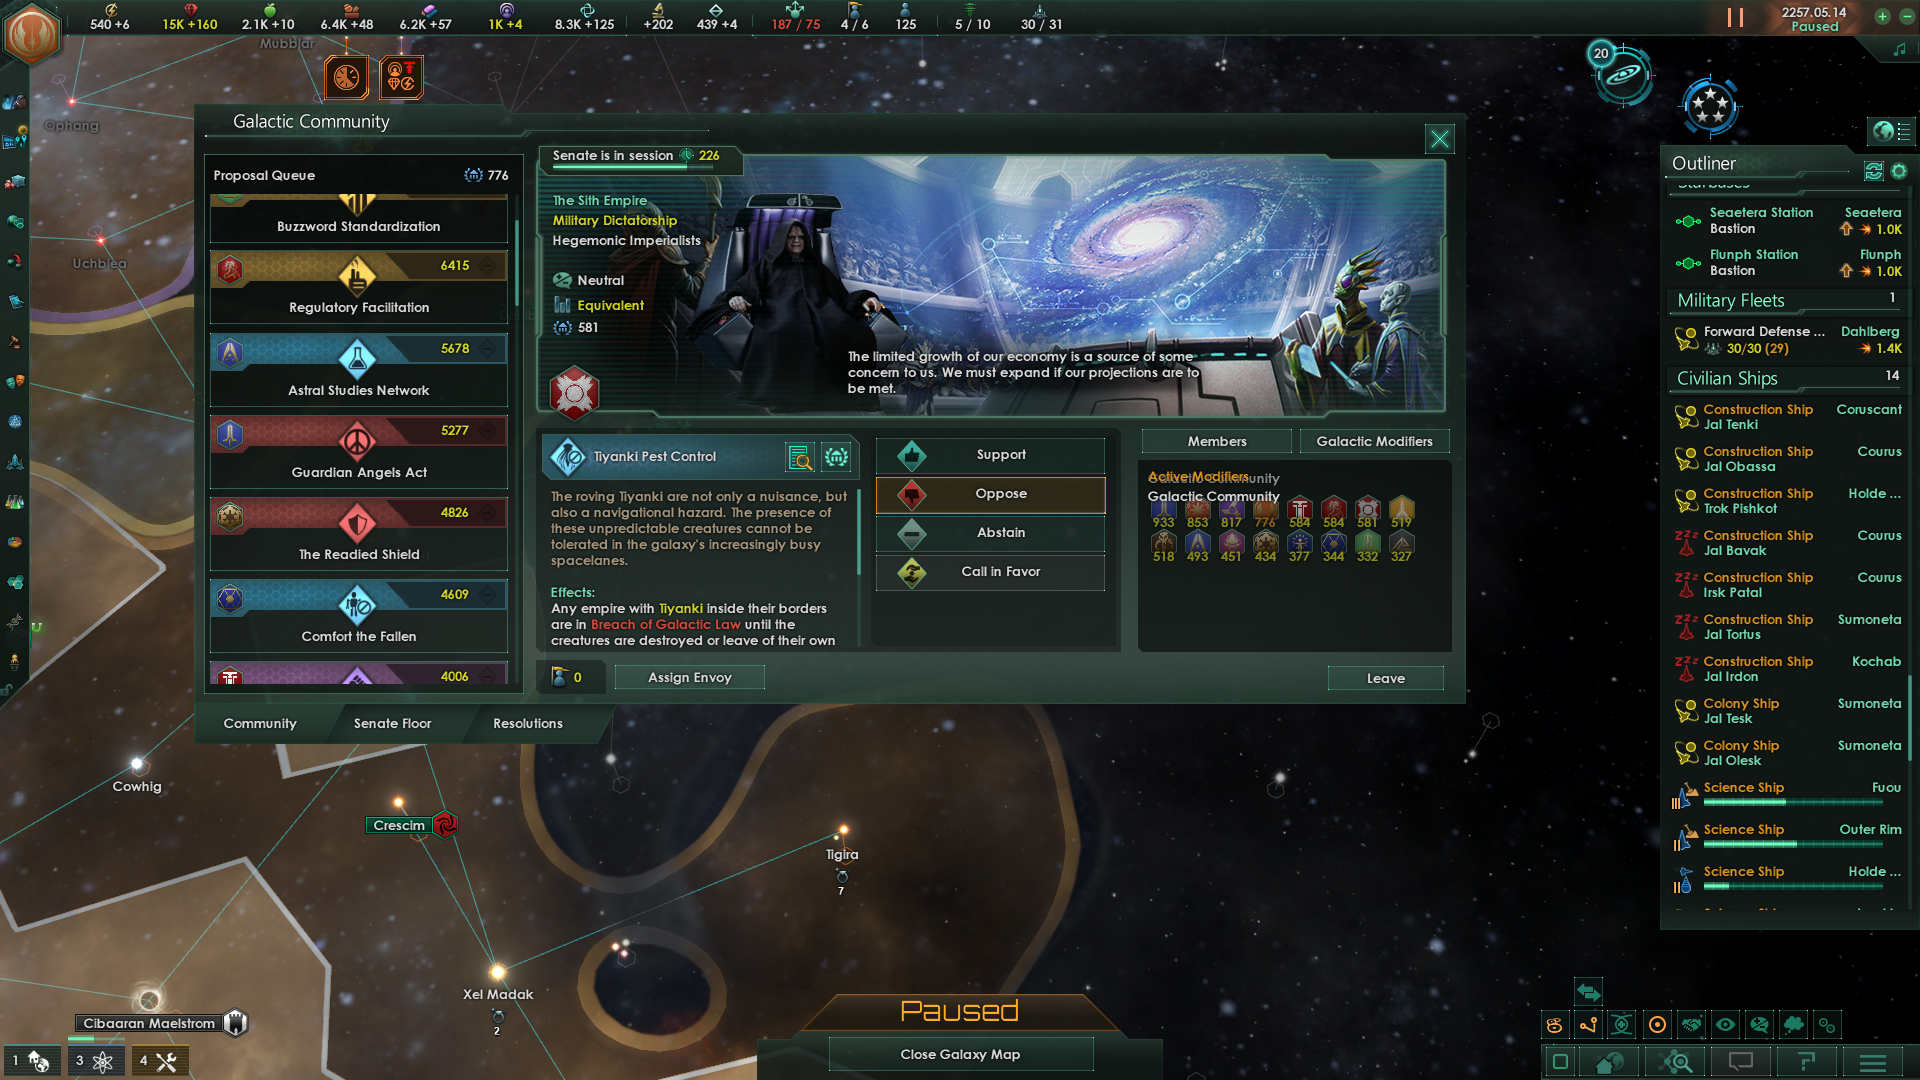 540 +6
15K +160
2.1K +10
6.4K +48
6.2K +57
1K +4
8.3K +125
+202
439 +4
187 / 75
4 / 6
125
5 / 10
30 / 31
2257.05.14
Paused
Mubblar
20
Ophang
Uchbiea
Galactic Community
Proposal Queue
776
Buzzword Standardization
6415
Regulatory Facilitation
5678
Astral Studies Network
5277
Guardian Angels Act
4826
The Readied Shield
4609
Comfort the Fallen
4006
Senate is in session 226
The Sith Empire
Military Dictatorship
Hegemonic Imperialists
Neutral
Equivalent
581
The limited growth of our economy is a source of some
concern to us. We must expand if our projections are to
be met.
Tiyanki Pest Control
The roving Tiyanki are not only a nuisance, but
also a navigational hazard. The presence of
these unpredictable creatures cannot be
tolerated in the galaxy's increasingly busy
spacelanes.
Effects:
Any empire with Tiyanki inside their borders
are in Breach of Galactic Law until the
creatures are destroyed or leave of their own
Support
Oppose
Abstain
Call in Favor
Members
Galactic Modifiers
Active Modifiers
Galactic Community
Galactic Community
933 853 817 776 584 584 581 519
518 493 451 434 377 344 332 327
0
Assign Envoy
Leave
Community
Senate Floor
Resolutions
Outliner
Starbases
Seaetera Station Seaetera
Bastion 1.0K
Flunph Station Flunph
Bastion 1.0K
Military Fleets 1
Forward Defense ... Dahlberg
30/30 (29) 1.4K
Civilian Ships 14
Construction Ship Coruscant
Jal Tenki
Construction Ship Courus
Jal Obassa
Construction Ship Holde ...
Trok Pishkot
Construction Ship Courus
Jal Bavak
Construction Ship Courus
Irsk Patal
Construction Ship Sumoneta
Jal Tortus
Construction Ship Kochab
Jal Irdon
Colony Ship Sumoneta
Jal Tesk
Colony Ship Sumoneta
Jal Olesk
Science Ship Fuou
Science Ship Outer Rim
Science Ship Holde ...
Cowhig
Crescim
Tigira
7
Xel Madak
2
Cibaaran Maelstrom
1
3
4
Paused
Close Galaxy Map